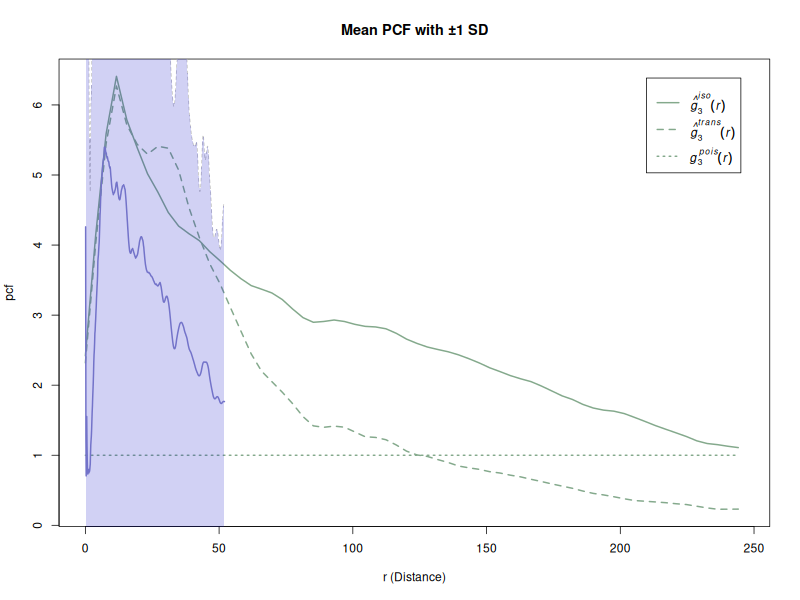 Mean PCF with ±1 SD
ĝ₃ⁱˢᵒ(r)
ĝ₃ᵗʳᵃⁿˢ(r)
g₃ᵖᵒⁱˢ(r)
pcf
6
5
4
3
2
1
0
0 50 100 150 200 250
r (Distance)